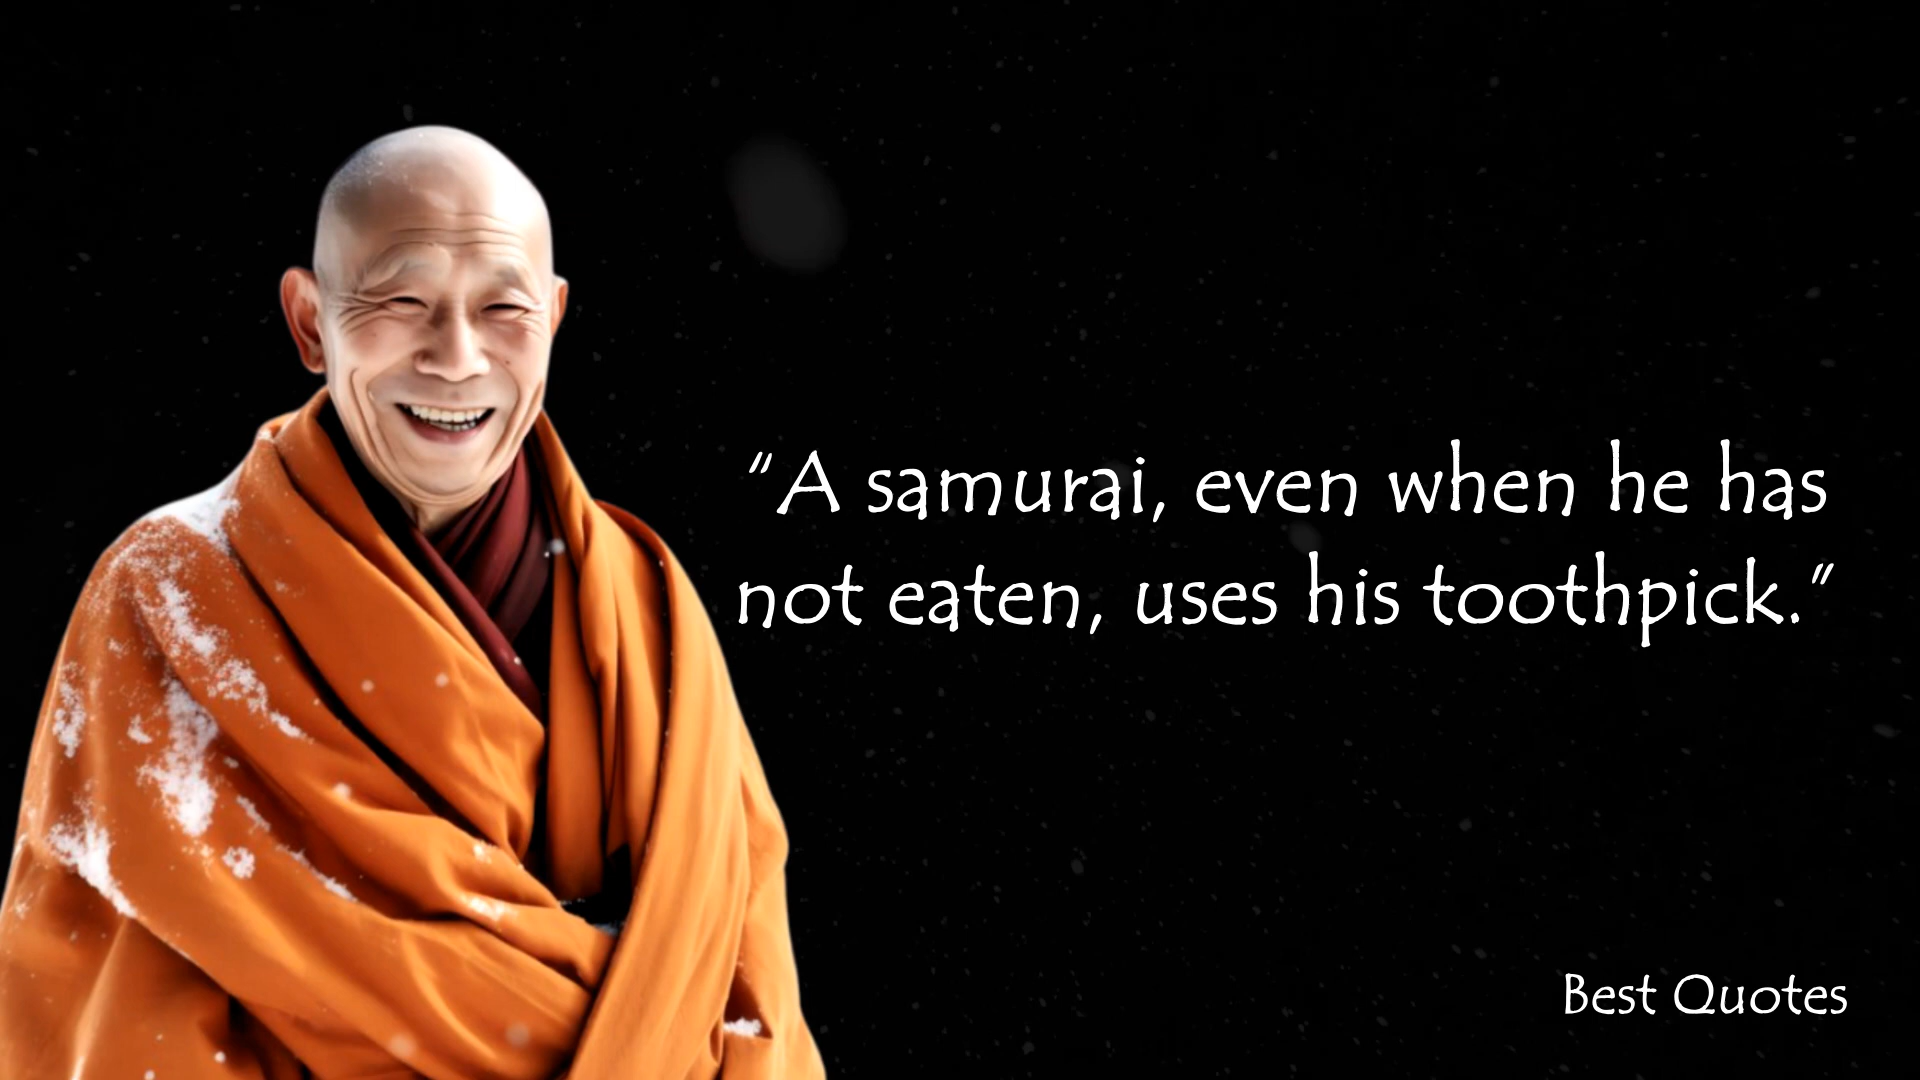 “A samurai, even when he has
not eaten, uses his toothpick.”
Best Quotes